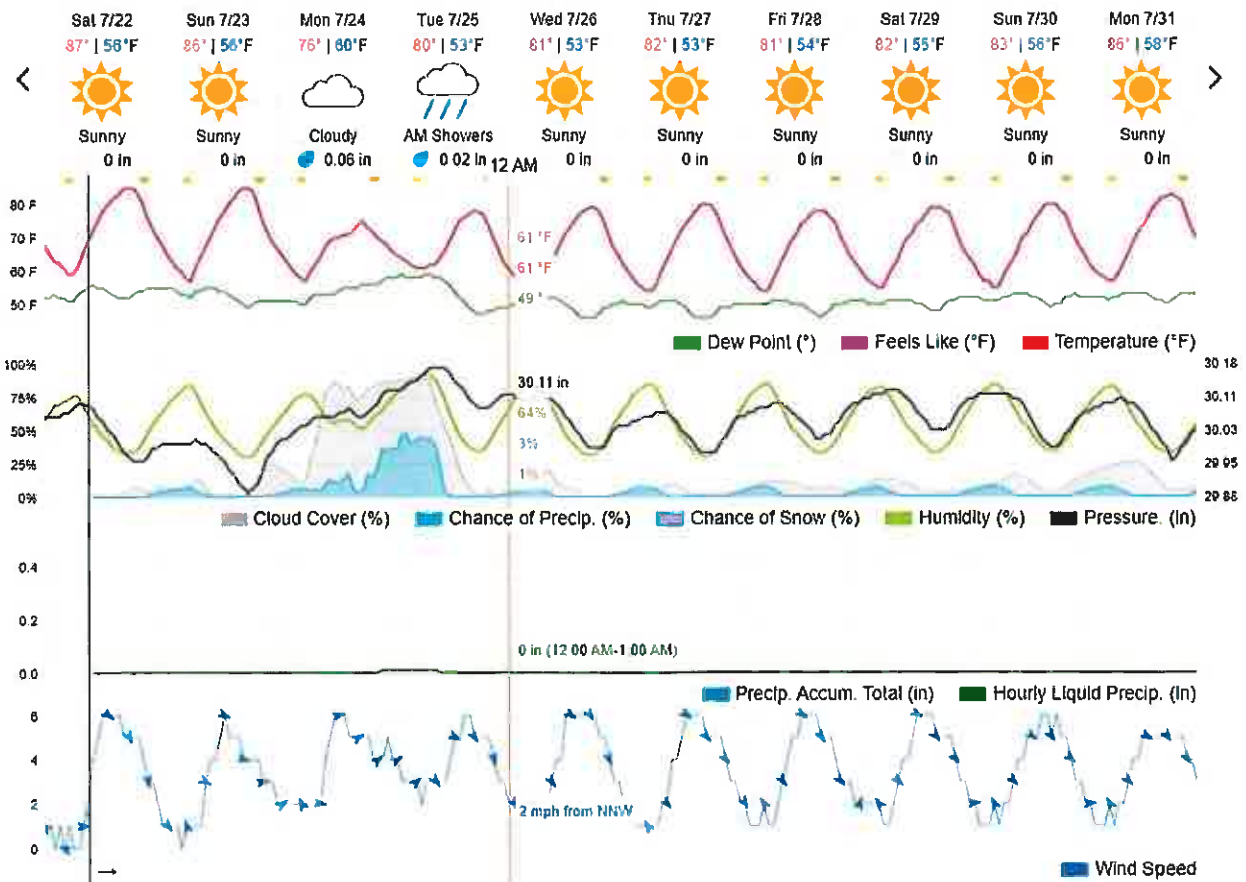 Sat 7/22 Sun 7/23 Mon 7/24 Tue 7/25 Wed 7/26 Thu 7/27 Fri 7/28 Sat 7/29 Sun 7/30 Mon 7/31
87° | 56°F 86° | 56°F 76° | 60°F 80° | 53°F 81° | 53°F 82° | 53°F 81° | 54°F 82° | 55°F 83° | 56°F 86° | 58°F
Sunny Sunny Cloudy AM Showers Sunny Sunny Sunny Sunny Sunny Sunny
0 in 0 in 0.06 in 0 02 in 0 in 0 in 0 in 0 in 0 in 0 in
12 AM
80 F
70 F 61 °F
60 F 61 °F
50 F 49 °
Dew Point (°) Feels Like (°F) Temperature (°F)
100% 30.18
30.11 in
75% 30.11
64%
50% 30.03
3%
25% 1% 29.95
0% 29.88
Cloud Cover (%) Chance of Precip. (%) Chance of Snow (%) Humidity (%) Pressure. (in)
0.4
0.2
0 in (12:00 AM-1:00 AM)
0.0
Precip. Accum. Total (in) Hourly Liquid Precip. (in)
6
4
2 2 mph from NNW
0
Wind Speed